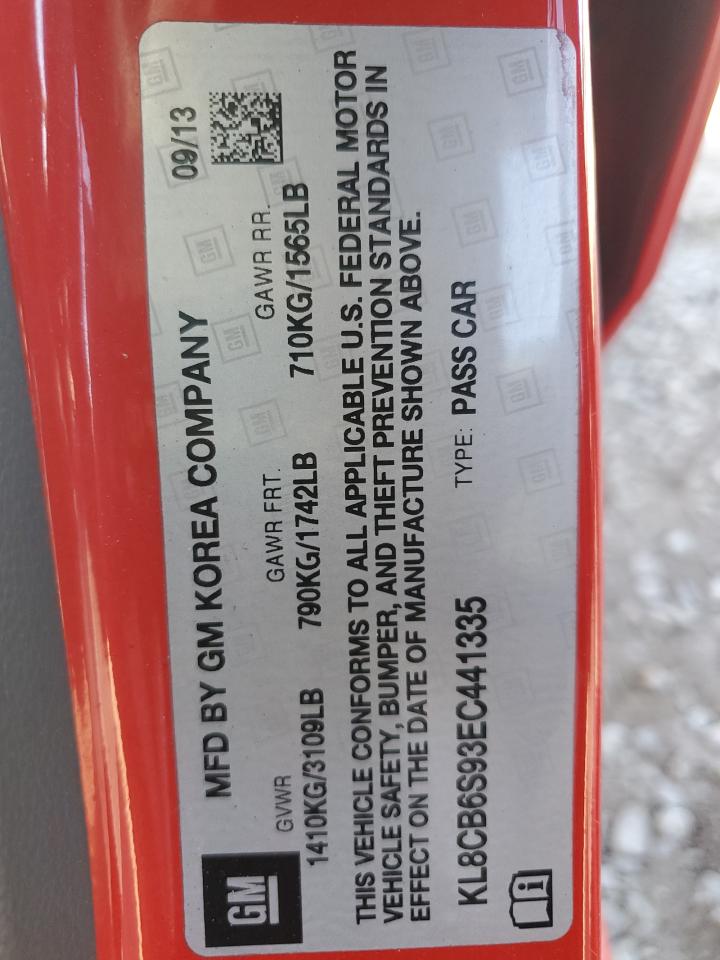 GM
MFD BY GM KOREA COMPANY 09/13
GVWR GAWR FRT. GAWR RR.
1410KG/3109LB 790KG/1742LB 710KG/1565LB
THIS VEHICLE CONFORMS TO ALL APPLICABLE U.S. FEDERAL MOTOR
VEHICLE SAFETY, BUMPER, AND THEFT PREVENTION STANDARDS IN
EFFECT ON THE DATE OF MANUFACTURE SHOWN ABOVE.
KL8CB6S93EC441335 TYPE: PASS CAR